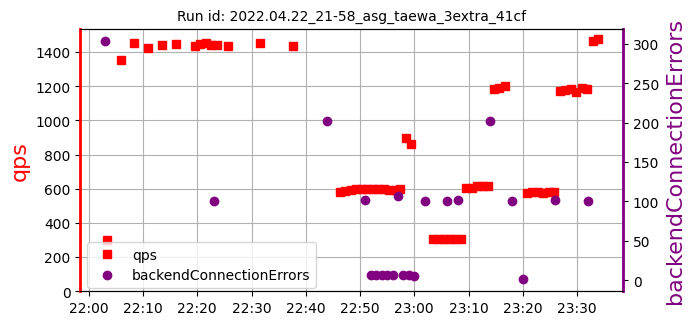 Run id: 2022.04.22_21-58_asg_taewa_3extra_41cf
1400
1200
1000
800
600
400
200
0
qps
300
250
200
150
100
50
0
backendConnectionErrors
qps
backendConnectionErrors
22:00 22:10 22:20 22:30 22:40 22:50 23:00 23:10 23:20 23:30